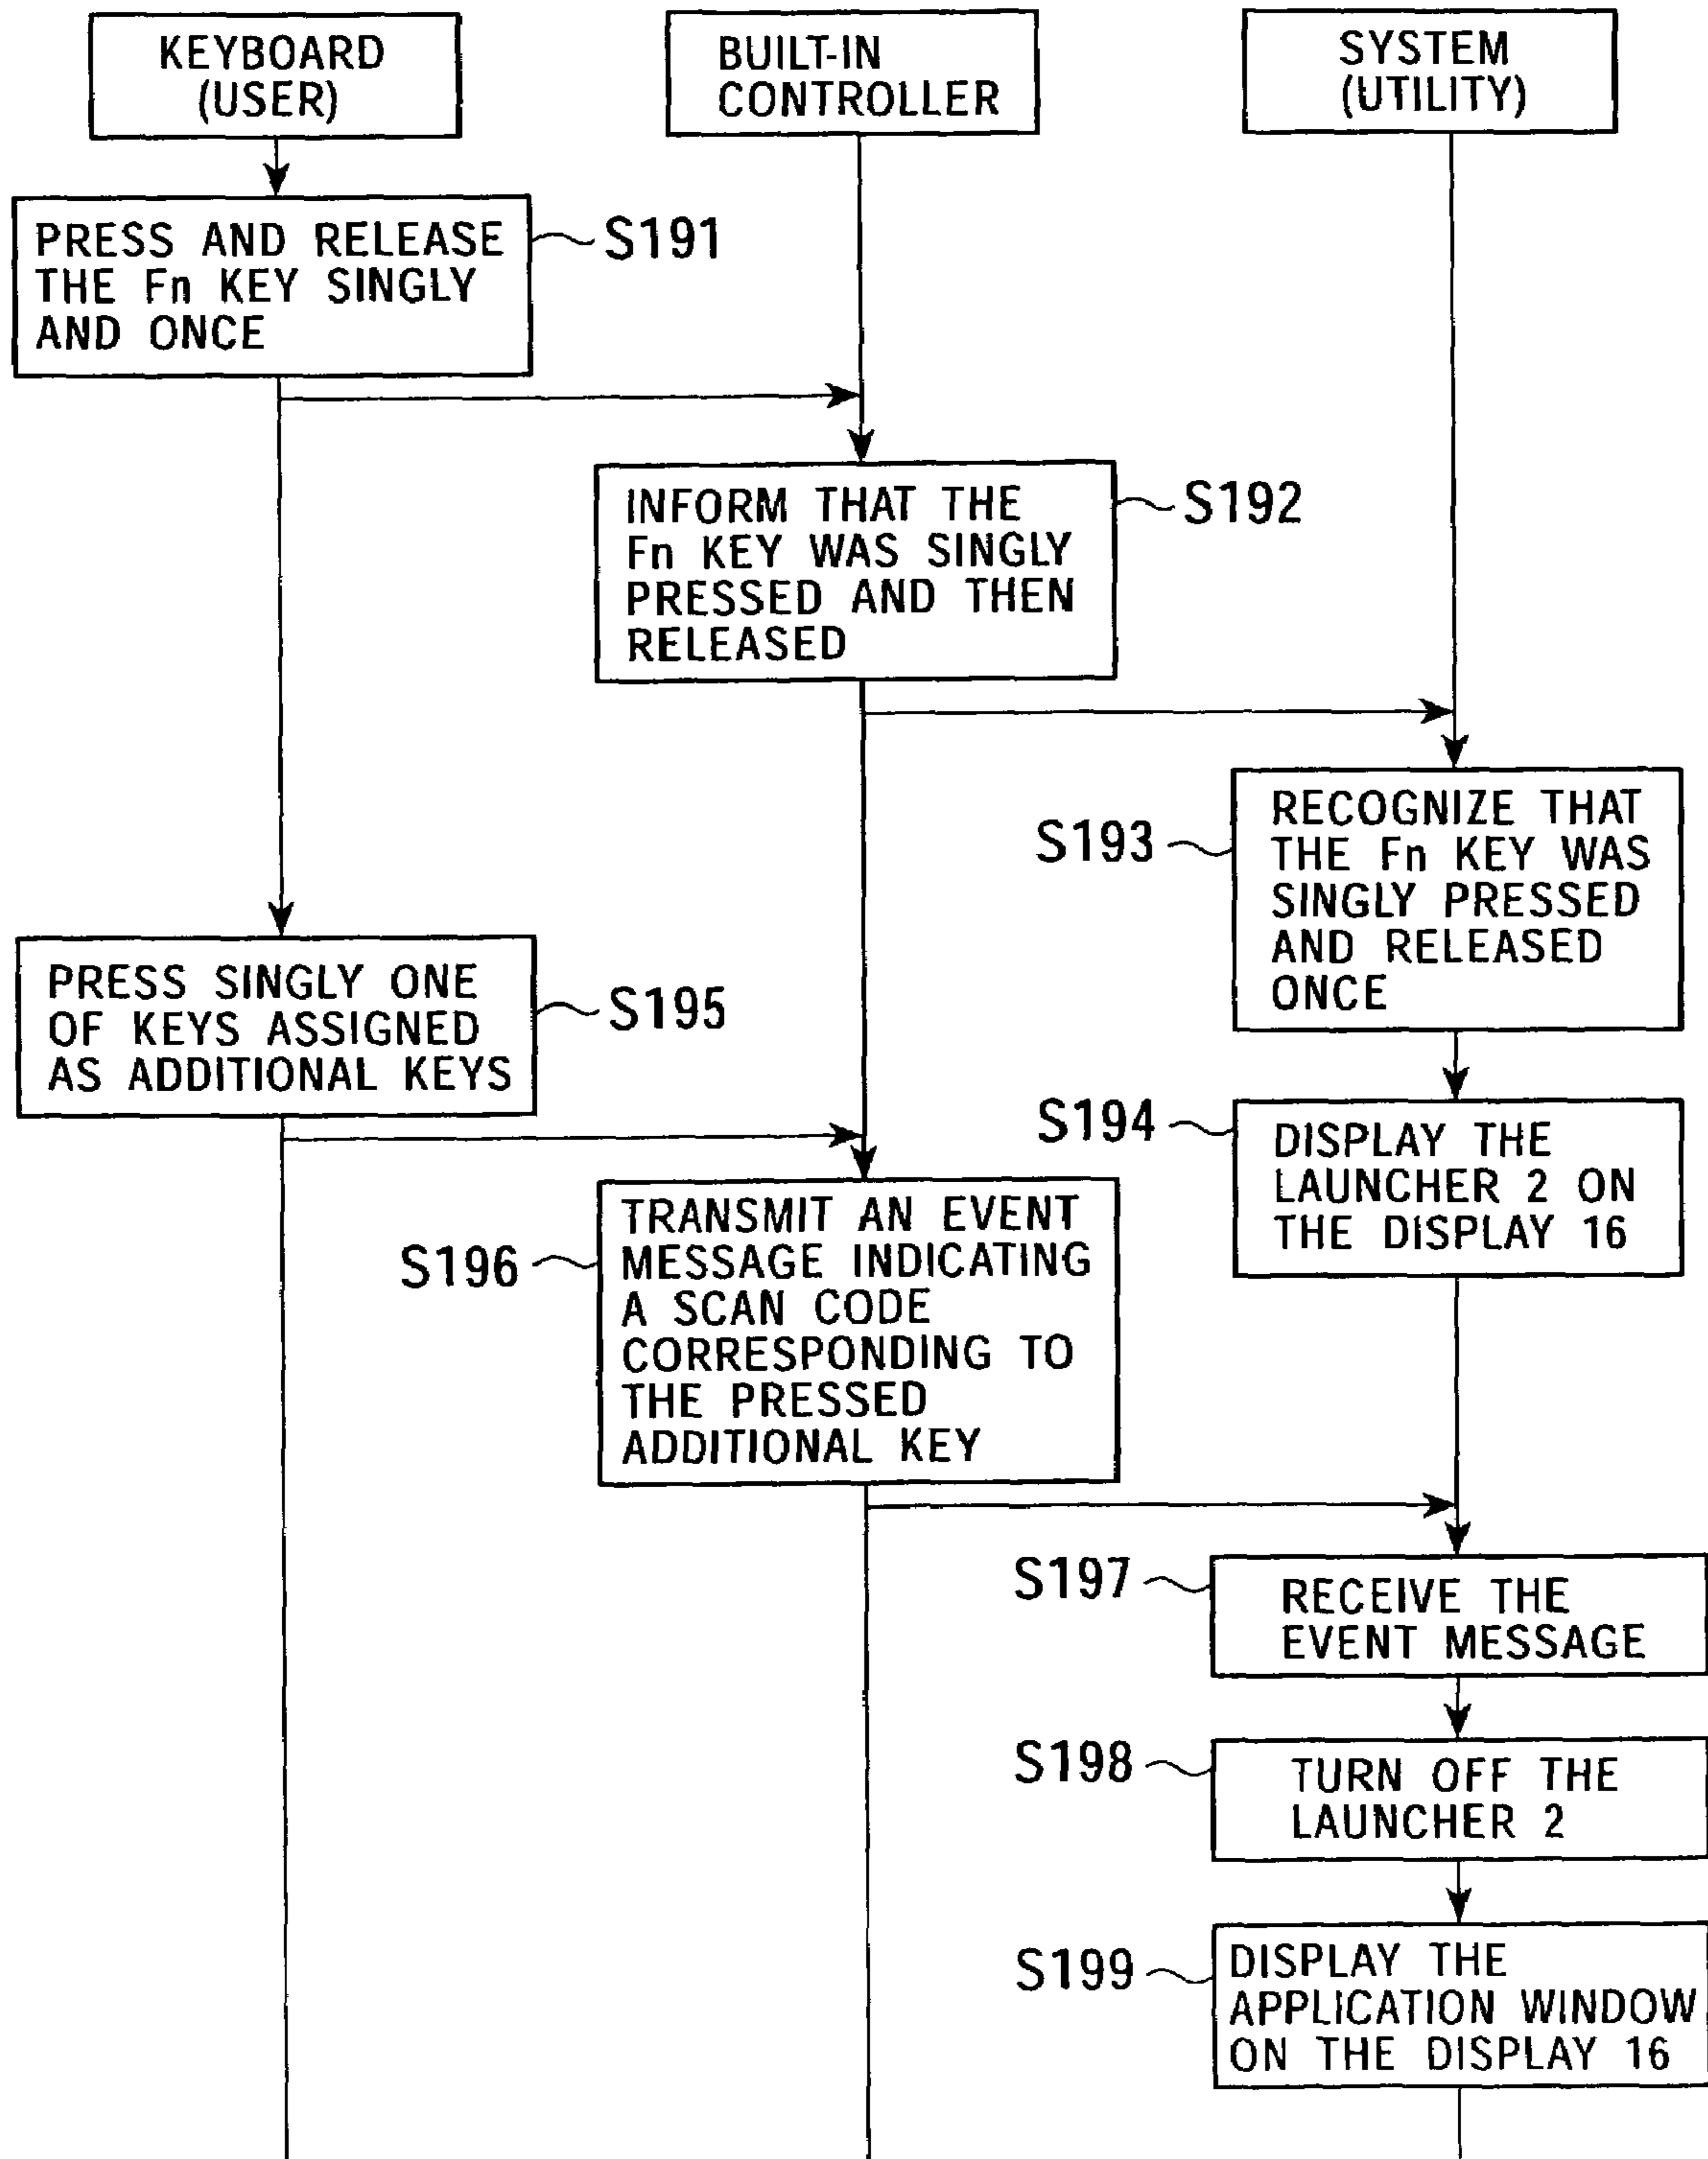 KEYBOARD
(USER)
BUILT-IN
CONTROLLER
SYSTEM
(UTILITY)
PRESS AND RELEASE
THE Fn KEY SINGLY
AND ONCE
S191
INFORM THAT THE
Fn KEY WAS SINGLY
PRESSED AND THEN
RELEASED
S192
S193
RECOGNIZE THAT
THE Fn KEY WAS
SINGLY PRESSED
AND RELEASED
ONCE
PRESS SINGLY ONE
OF KEYS ASSIGNED
AS ADDITIONAL KEYS
S195
S194
DISPLAY THE
LAUNCHER 2 ON
THE DISPLAY 16
S196
TRANSMIT AN EVENT
MESSAGE INDICATING
A SCAN CODE
CORRESPONDING TO
THE PRESSED
ADDITIONAL KEY
S197
RECEIVE THE
EVENT MESSAGE
S198
TURN OFF THE
LAUNCHER 2
S199
DISPLAY THE
APPLICATION WINDOW
ON THE DISPLAY 16